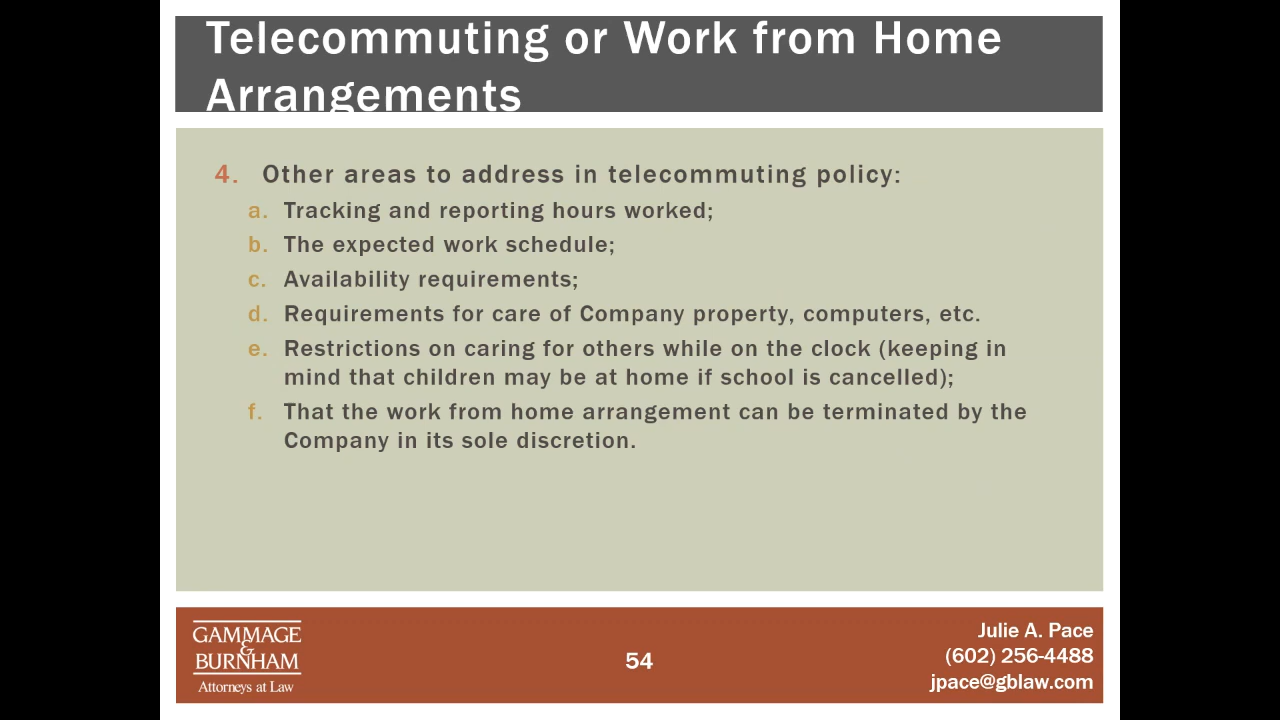 Telecommuting or Work from Home
Arrangements
4. Other areas to address in telecommuting policy:
a. Tracking and reporting hours worked;
b. The expected work schedule;
c. Availability requirements;
d. Requirements for care of Company property, computers, etc.
e. Restrictions on caring for others while on the clock (keeping in
mind that children may be at home if school is cancelled);
f. That the work from home arrangement can be terminated by the
Company in its sole discretion.
GAMMAGE
&
BURNHAM
Attorneys at Law
54
Julie A. Pace
(602) 256-4488
jpace@gblaw.com